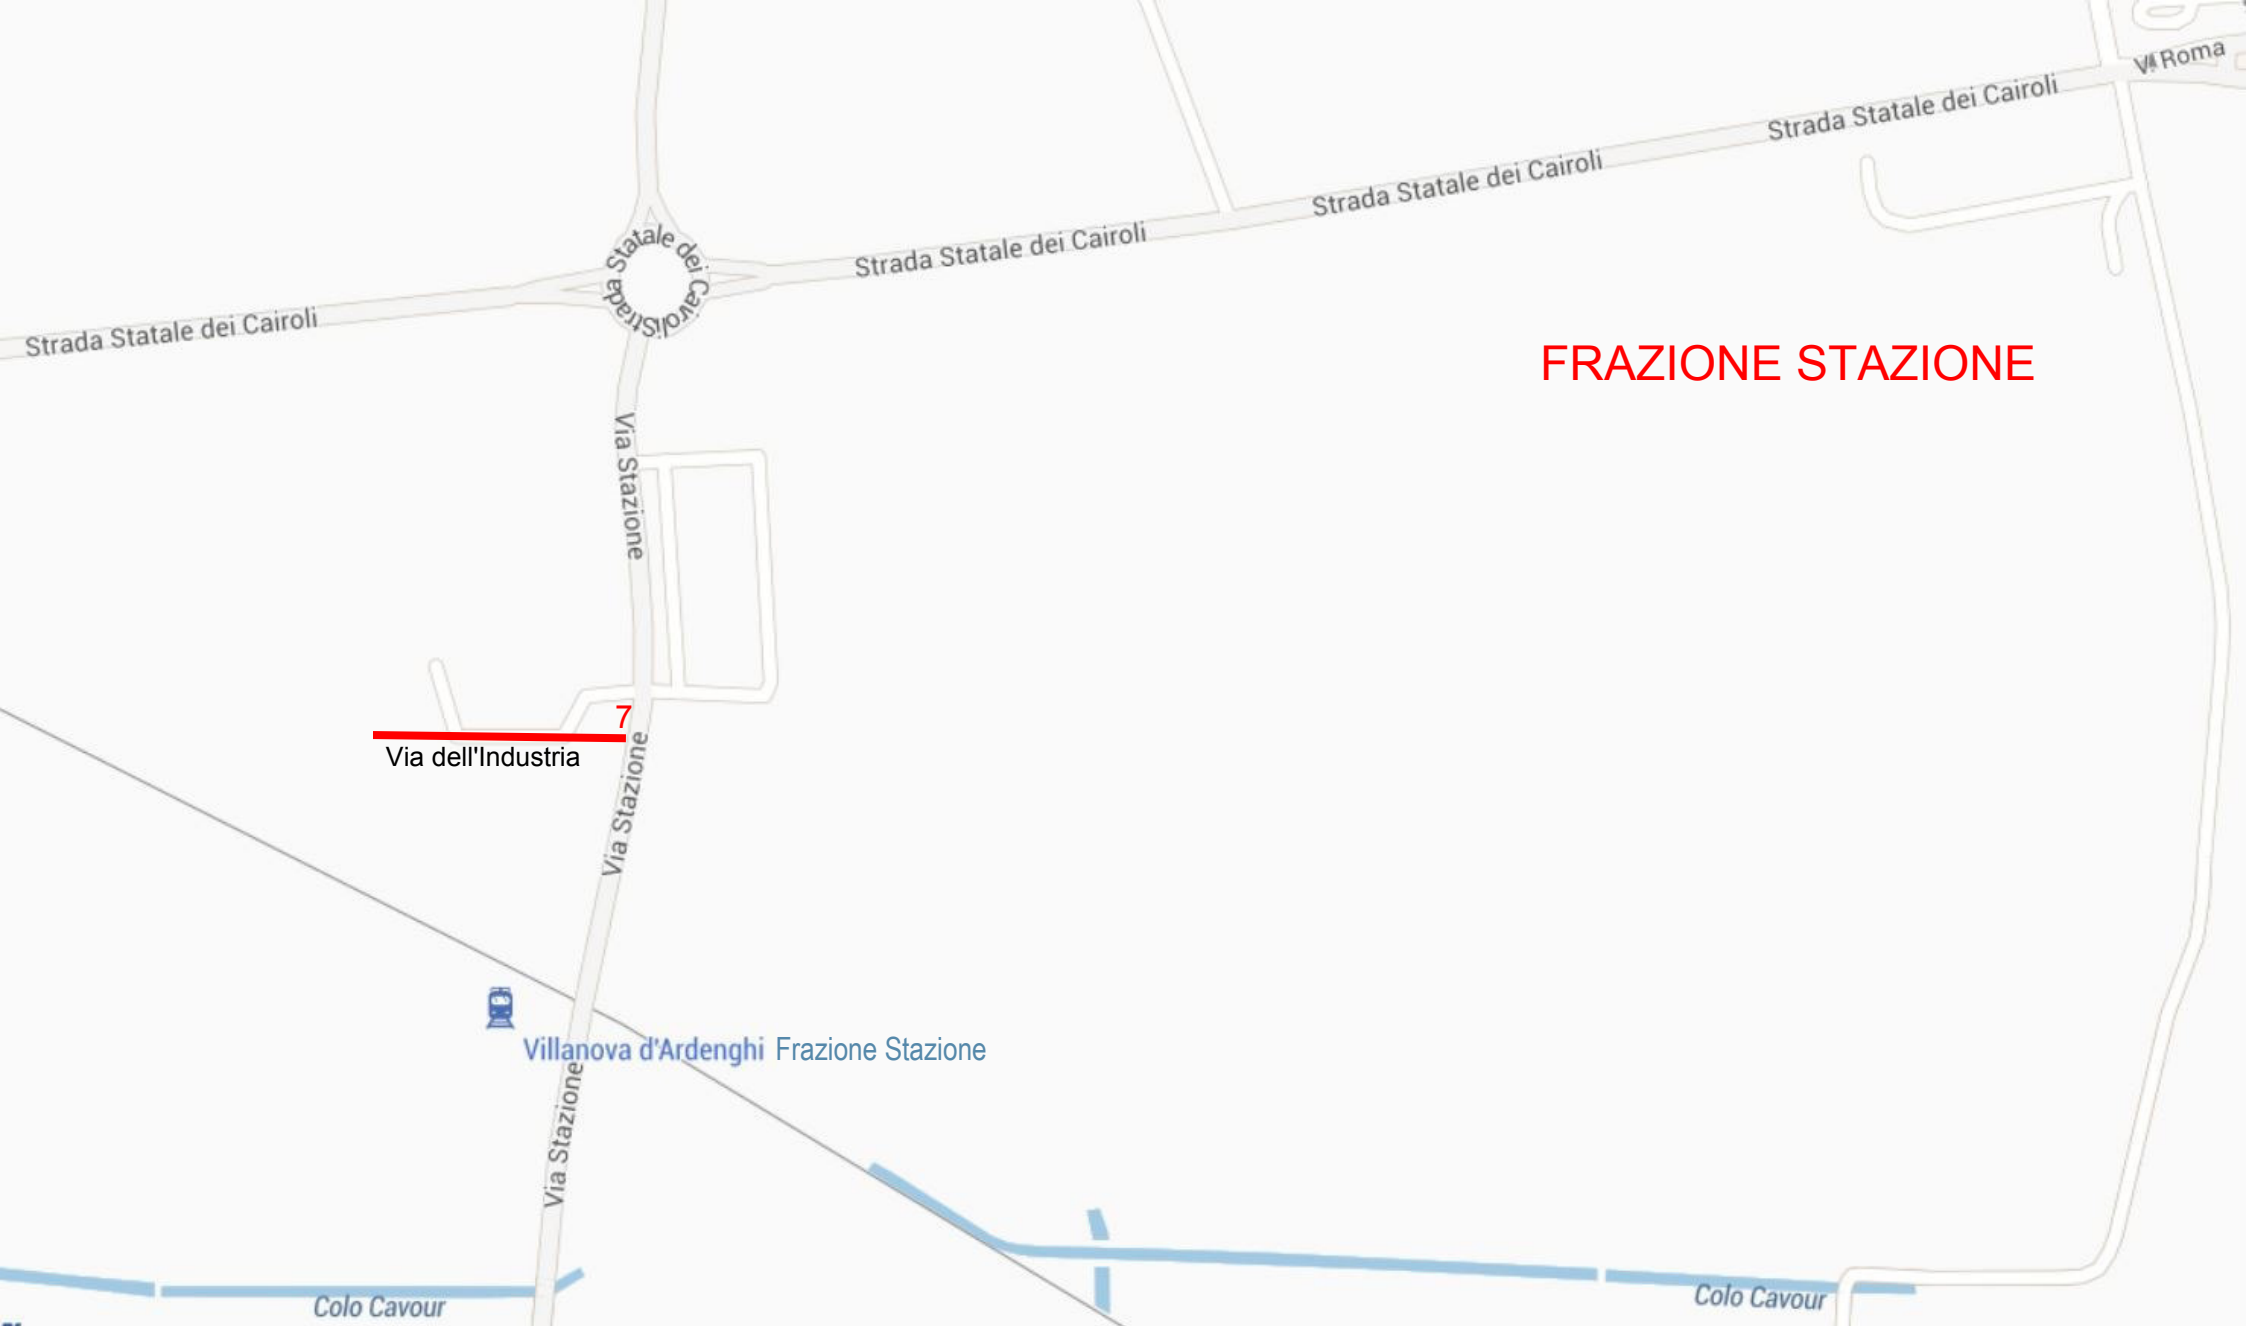 Via Roma
Strada Statale dei Cairoli
Strada Statale dei Cairoli
Strada Statale dei Cairoli
Strada Statale dei Cairoli
Strada Statale dei Cairoli
Strada
FRAZIONE STAZIONE
Via Stazione
7
Via dell'Industria
Via Stazione
Villanova d'Ardenghi Frazione Stazione
Via Stazione
Colo Cavour
Colo Cavour